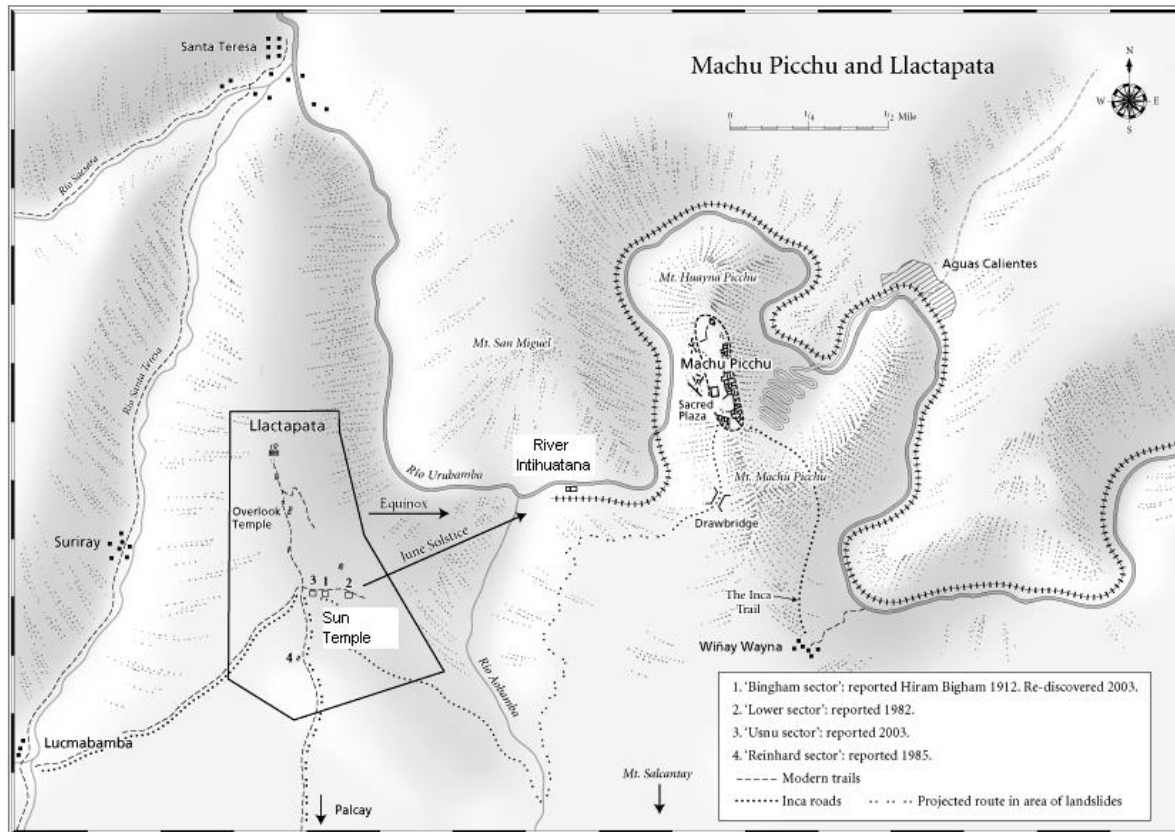 Machu Picchu and Llactapata
N
W
E
S
0
1/4
1/2 Mile
Santa Teresa
Río Sacsara
Río Santa Teresa
Aguas Calientes
Mt. Huayna Picchu
Mt. San Miguel
Machu Picchu
Sacred
Plaza
Llactapata
River
Intihuatana
Río Urubamba
Mt. Machu Picchu
Equinox
Overlook
Temple
Drawbridge
June Solstice
Suriray
3
1
2
The Inca
Trail
Sun
Temple
Wiñay Wayna
4
Río Aobamba
Lucmabamba
Mt. Salcantay
Palcay
1. 'Bingham sector': reported Hiram Bigham 1912. Re-discovered 2003.
2. 'Lower sector': reported 1982.
3. 'Usnu sector': reported 2003.
4. 'Reinhard sector': reported 1985.
Modern trails
Inca roads
Projected route in area of landslides